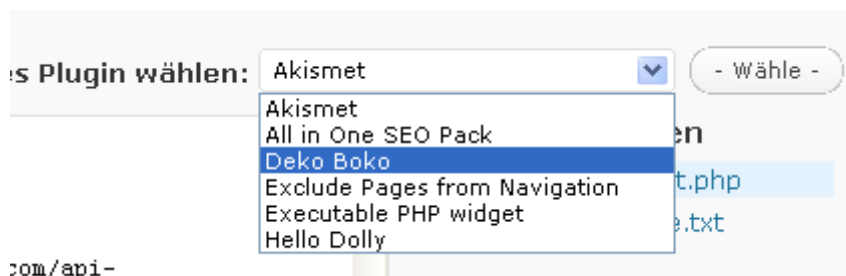 es Plugin wählen: Akismet - Wähle -
Akismet
All in One SEO Pack
en
Deko Boko
t.php
Exclude Pages from Navigation
Executable PHP widget
e.txt
Hello Dolly
com/api-